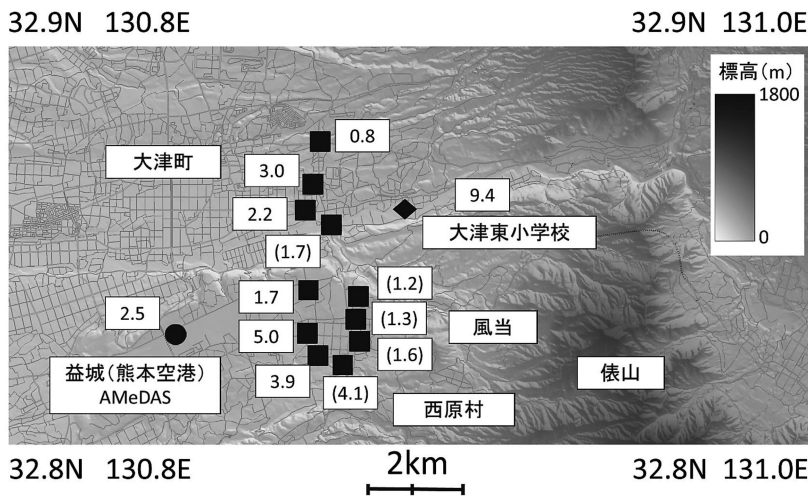 32.9N 130.8E
32.9N 131.0E
標高(m)
1800
0
0.8
大津町
3.0
9.4
2.2
大津東小学校
(1.7)
(1.2)
1.7
(1.3)
2.5
風当
5.0
(1.6)
益城(熊本空港)
AMeDAS
3.9
(4.1)
俵山
西原村
32.8N 130.8E
2km
32.8N 131.0E